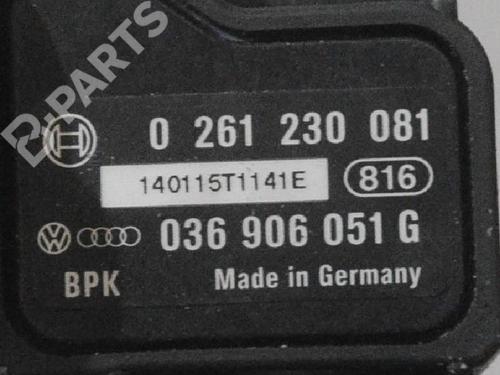 B-PARTS
0 261 230 081
140115T1141E 816
036 906 051 G
BPK Made in Germany